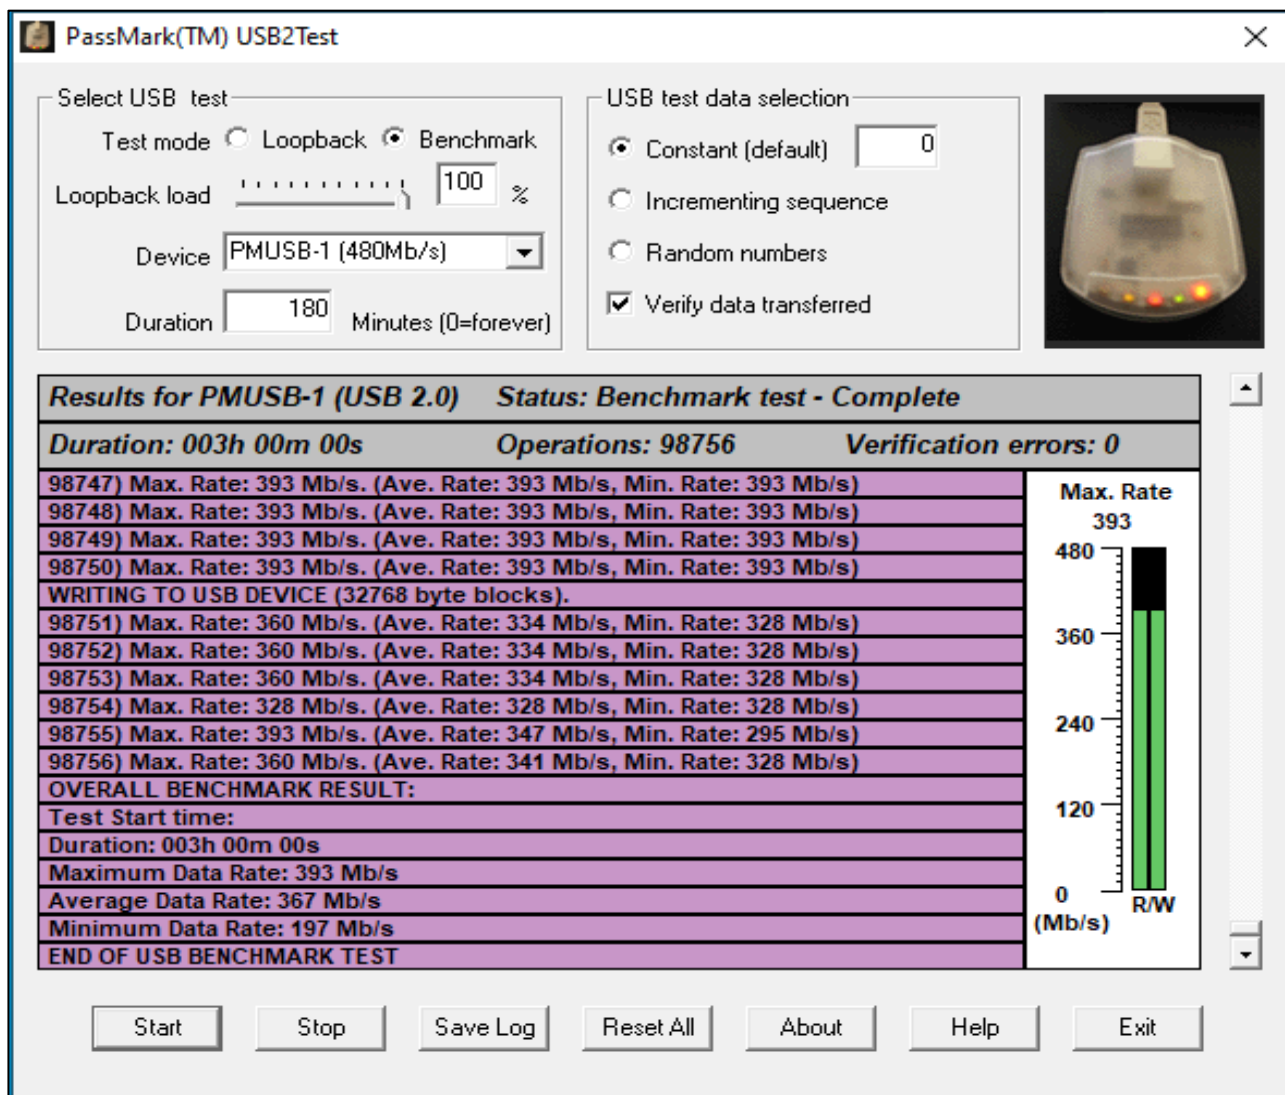 PassMark(TM) USB2Test
Select USB test
Test mode Loopback Benchmark
Loopback load 100 %
Device PMUSB-1 (480Mb/s)
Duration 180 Minutes (0=forever)
USB test data selection
Constant (default) 0
Incrementing sequence
Random numbers
Verify data transferred
Results for PMUSB-1 (USB 2.0) Status: Benchmark test - Complete
Duration: 003h 00m 00s Operations: 98756 Verification errors: 0
98747) Max. Rate: 393 Mb/s. (Ave. Rate: 393 Mb/s, Min. Rate: 393 Mb/s)
98748) Max. Rate: 393 Mb/s. (Ave. Rate: 393 Mb/s, Min. Rate: 393 Mb/s)
98749) Max. Rate: 393 Mb/s. (Ave. Rate: 393 Mb/s, Min. Rate: 393 Mb/s)
98750) Max. Rate: 393 Mb/s. (Ave. Rate: 393 Mb/s, Min. Rate: 393 Mb/s)
WRITING TO USB DEVICE (32768 byte blocks).
98751) Max. Rate: 360 Mb/s. (Ave. Rate: 334 Mb/s, Min. Rate: 328 Mb/s)
98752) Max. Rate: 360 Mb/s. (Ave. Rate: 334 Mb/s, Min. Rate: 328 Mb/s)
98753) Max. Rate: 360 Mb/s. (Ave. Rate: 334 Mb/s, Min. Rate: 328 Mb/s)
98754) Max. Rate: 328 Mb/s. (Ave. Rate: 328 Mb/s, Min. Rate: 328 Mb/s)
98755) Max. Rate: 393 Mb/s. (Ave. Rate: 347 Mb/s, Min. Rate: 295 Mb/s)
98756) Max. Rate: 360 Mb/s. (Ave. Rate: 341 Mb/s, Min. Rate: 328 Mb/s)
OVERALL BENCHMARK RESULT:
Test Start time:
Duration: 003h 00m 00s
Maximum Data Rate: 393 Mb/s
Average Data Rate: 367 Mb/s
Minimum Data Rate: 197 Mb/s
END OF USB BENCHMARK TEST
Max. Rate
393
480
360
240
120
0
R/W
(Mb/s)
Start Stop Save Log Reset All About Help Exit